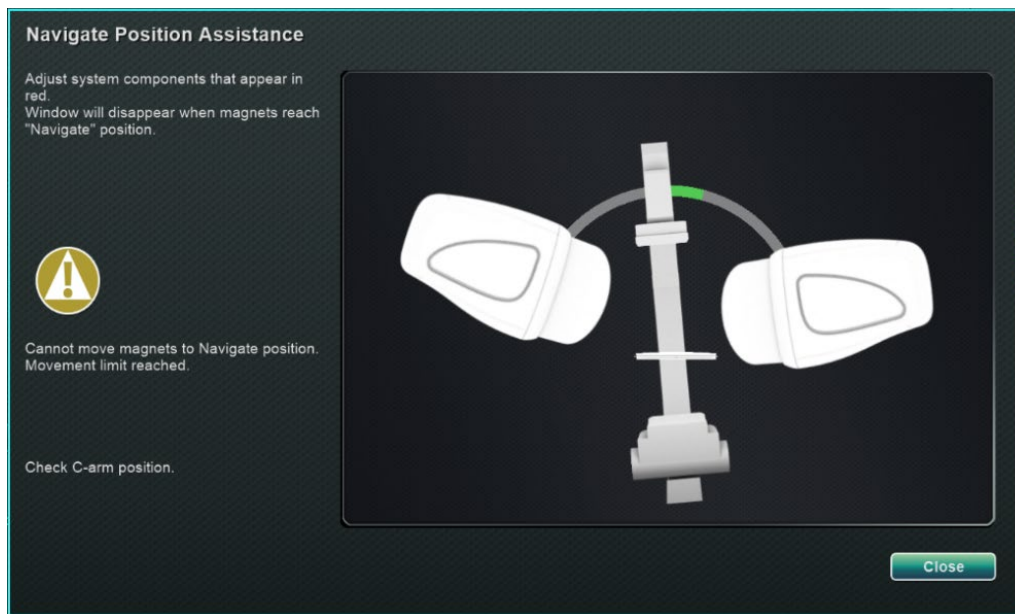 Navigate Position Assistance
Adjust system components that appear in
red.
Window will disappear when magnets reach
"Navigate" position.
Cannot move magnets to Navigate position.
Movement limit reached.
Check C-arm position.
Close